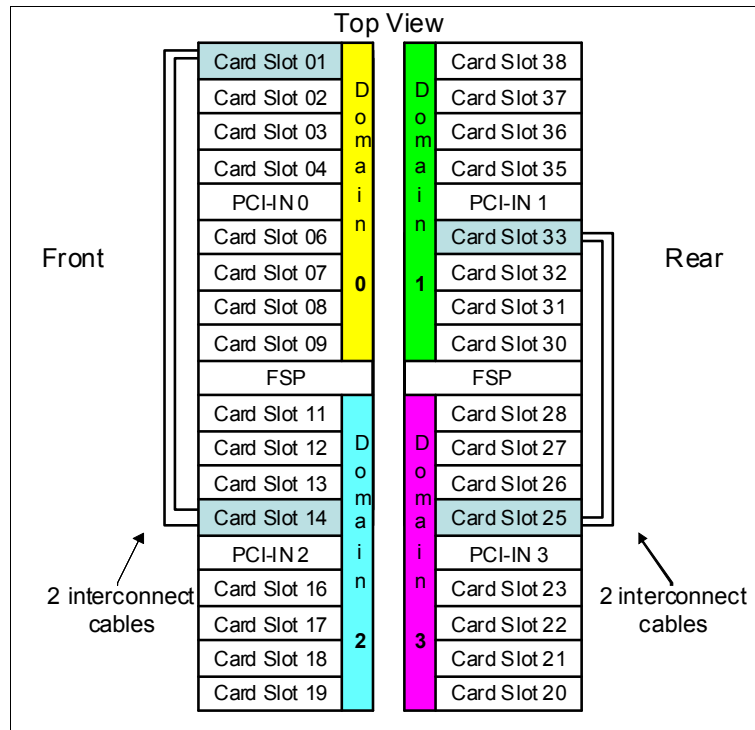 Top View
Front
Card Slot 01
Card Slot 02
Card Slot 03
Card Slot 04
PCI-IN 0
Card Slot 06
Card Slot 07
Card Slot 08
Card Slot 09
FSP
Card Slot 11
Card Slot 12
Card Slot 13
Card Slot 14
PCI-IN 2
Card Slot 16
Card Slot 17
Card Slot 18
Card Slot 19
Domain 0
Domain 2
2 interconnect
cables
Domain 1
Domain 3
Card Slot 38
Card Slot 37
Card Slot 36
Card Slot 35
PCI-IN 1
Card Slot 33
Card Slot 32
Card Slot 31
Card Slot 30
FSP
Card Slot 28
Card Slot 27
Card Slot 26
Card Slot 25
PCI-IN 3
Card Slot 23
Card Slot 22
Card Slot 21
Card Slot 20
Rear
2 interconnect
cables